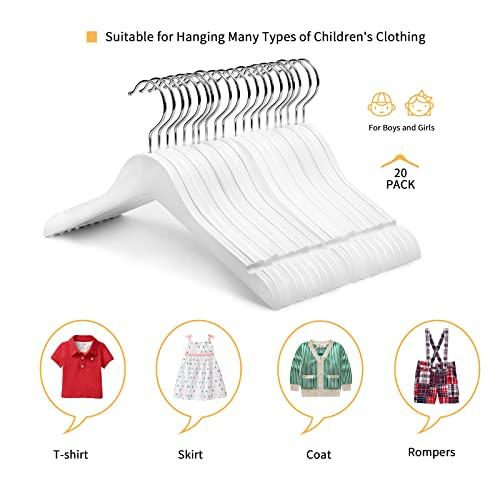 Suitable for Hanging Many Types of Children's Clothing
For Boys and Girls
20
PACK
T-shirt
Skirt
Coat
Rompers